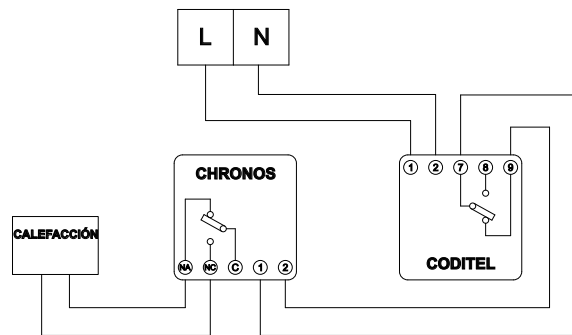 L N
CHRONOS
1 2 7 8 9
CALEFACCIÓN
CODITEL
NA NC C 1 2